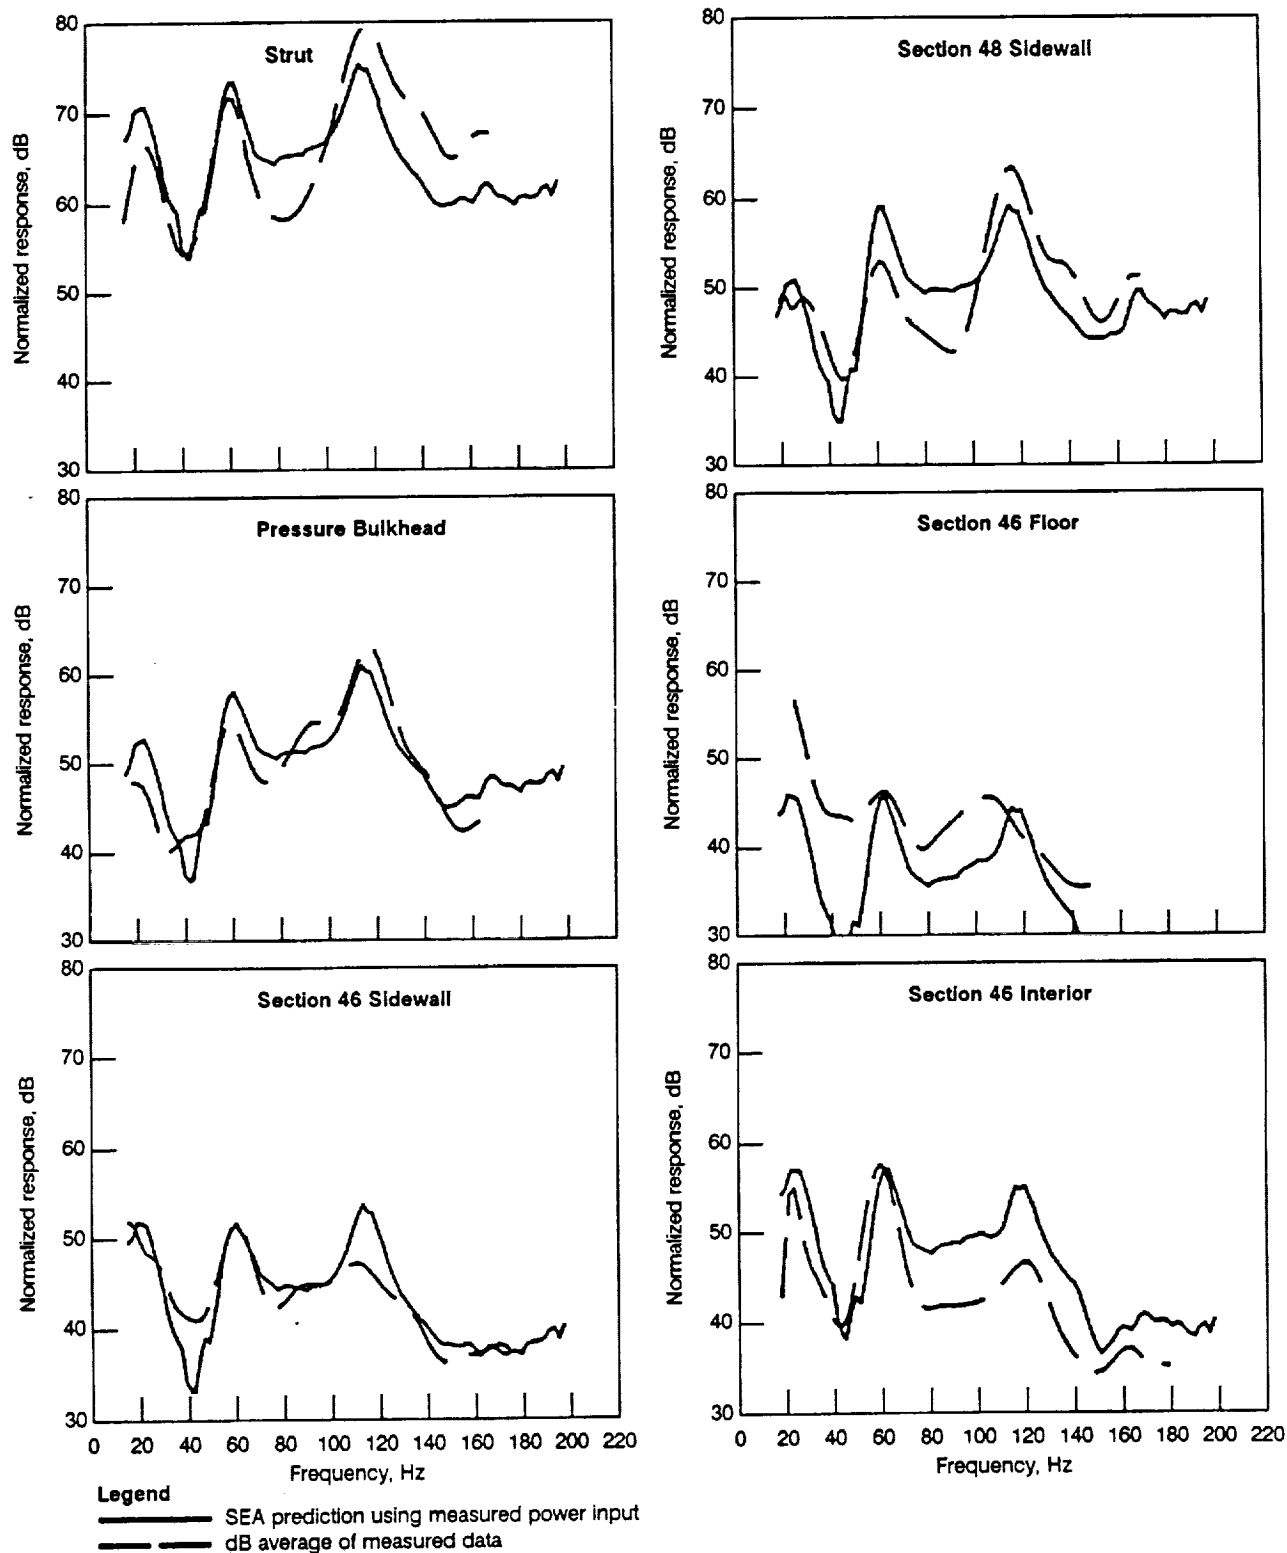 Strut
Normalized response, dB
80
70
60
50
40
30
Section 48 Sidewall
Normalized response, dB
80
70
60
50
40
30
Pressure Bulkhead
Normalized response, dB
80
70
60
50
40
30
Section 46 Floor
Normalized response, dB
80
70
60
50
40
30
Section 46 Sidewall
Normalized response, dB
80
70
60
50
40
30
0 20 40 60 80 100 120 140 160 180 200 220
Frequency, Hz
Section 46 Interior
Normalized response, dB
80
70
60
50
40
30
0 20 40 60 80 100 120 140 160 180 200 220
Frequency, Hz
Legend
SEA prediction using measured power input
dB average of measured data